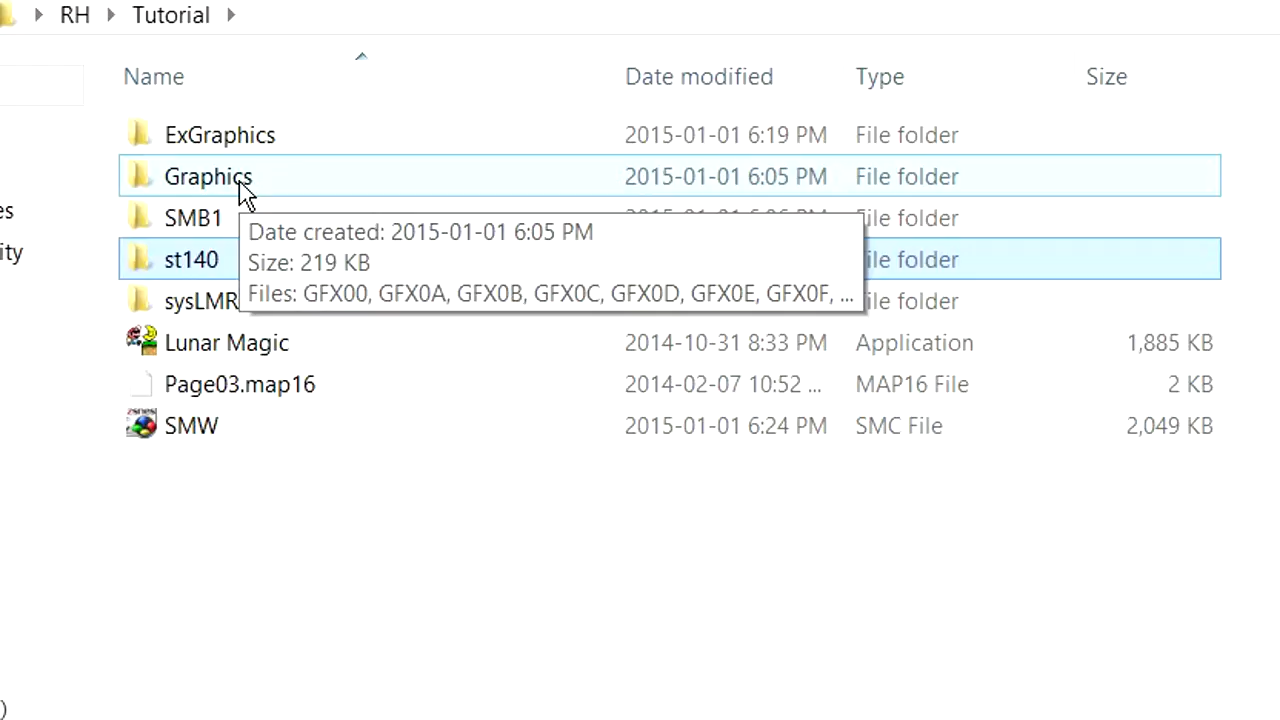 RH Tutorial
Name Date modified Type Size
ExGraphics 2015-01-01 6:19 PM File folder
Graphics 2015-01-01 6:05 PM File folder
SMB1 File folder
st140 ile folder
sysLMR ile folder
Date created: 2015-01-01 6:05 PM
Size: 219 KB
Files: GFX00, GFX0A, GFX0B, GFX0C, GFX0D, GFX0E, GFX0F, ...
Lunar Magic 2014-10-31 8:33 PM Application 1,885 KB
Page03.map16 2014-02-07 10:52 ... MAP16 File 2 KB
SMW 2015-01-01 6:24 PM SMC File 2,049 KB
es
ity
)